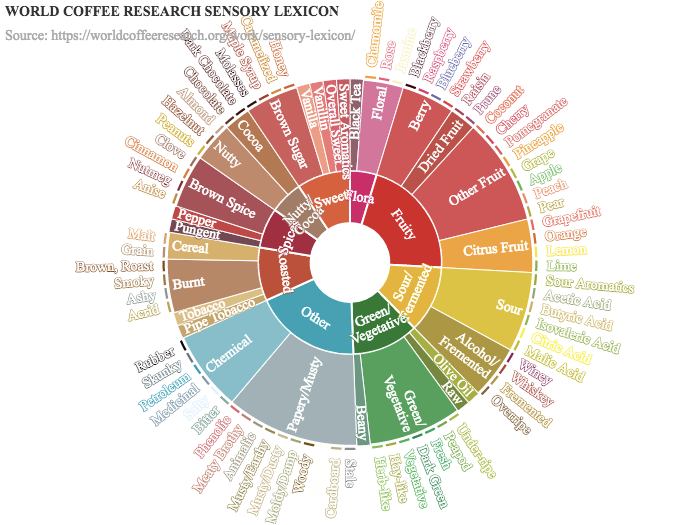 WORLD COFFEE RESEARCH SENSORY LEXICON
Source: https://worldcoffeeresearch.org/work/sensory-lexicon/
Floral
Fruity
Sour/
Fermented
Green/
Vegetative
Other
Roasted
Spices
Nutty
Cocoa
Sweet
Black Tea
Floral
Berry
Dried Fruit
Other Fruit
Citrus Fruit
Sour
Alcohol/
Fremented
Olive Oil
Raw
Green/
Vegetative
Beany
Papery/Musty
Chemical
Pipe Tobacco
Tobacco
Burnt
Cereal
Pungent
Pepper
Brown Spice
Nutty
Cocoa
Brown Sugar
Vanilla
Vanillin
Overall Sweet
Sweet Aromatics
Chamomile
Rose
Jasmine
Blackberry
Raspberry
Blueberry
Strawberry
Raisin
Prune
Coconut
Cherry
Pomegranate
Pineapple
Grape
Apple
Peach
Pear
Grapefruit
Orange
Lemon
Lime
Sour Aromatics
Acetic Acid
Butyric Acid
Isovaleric Acid
Citric Acid
Malic Acid
Winey
Whiskey
Fremented
Overripe
Under-ripe
Peapod
Fresh
Dark Green
Vegetative
Hay-like
Herb-like
Stale
Cardboard
Woody
Moldy/Damp
Musty/Dusty
Musty/Earthy
Animalic
Meaty Brothy
Phenolic
Bitter
Salty
Medicinal
Petroleum
Skunky
Rubber
Acrid
Ashy
Smoky
Brown, Roast
Grain
Malt
Anise
Nutmeg
Cinnamon
Clove
Peanuts
Hazelnut
Almond
Chocolate
Dark Chocolate
Molasses
Maple Syrup
Caramelized
Honey